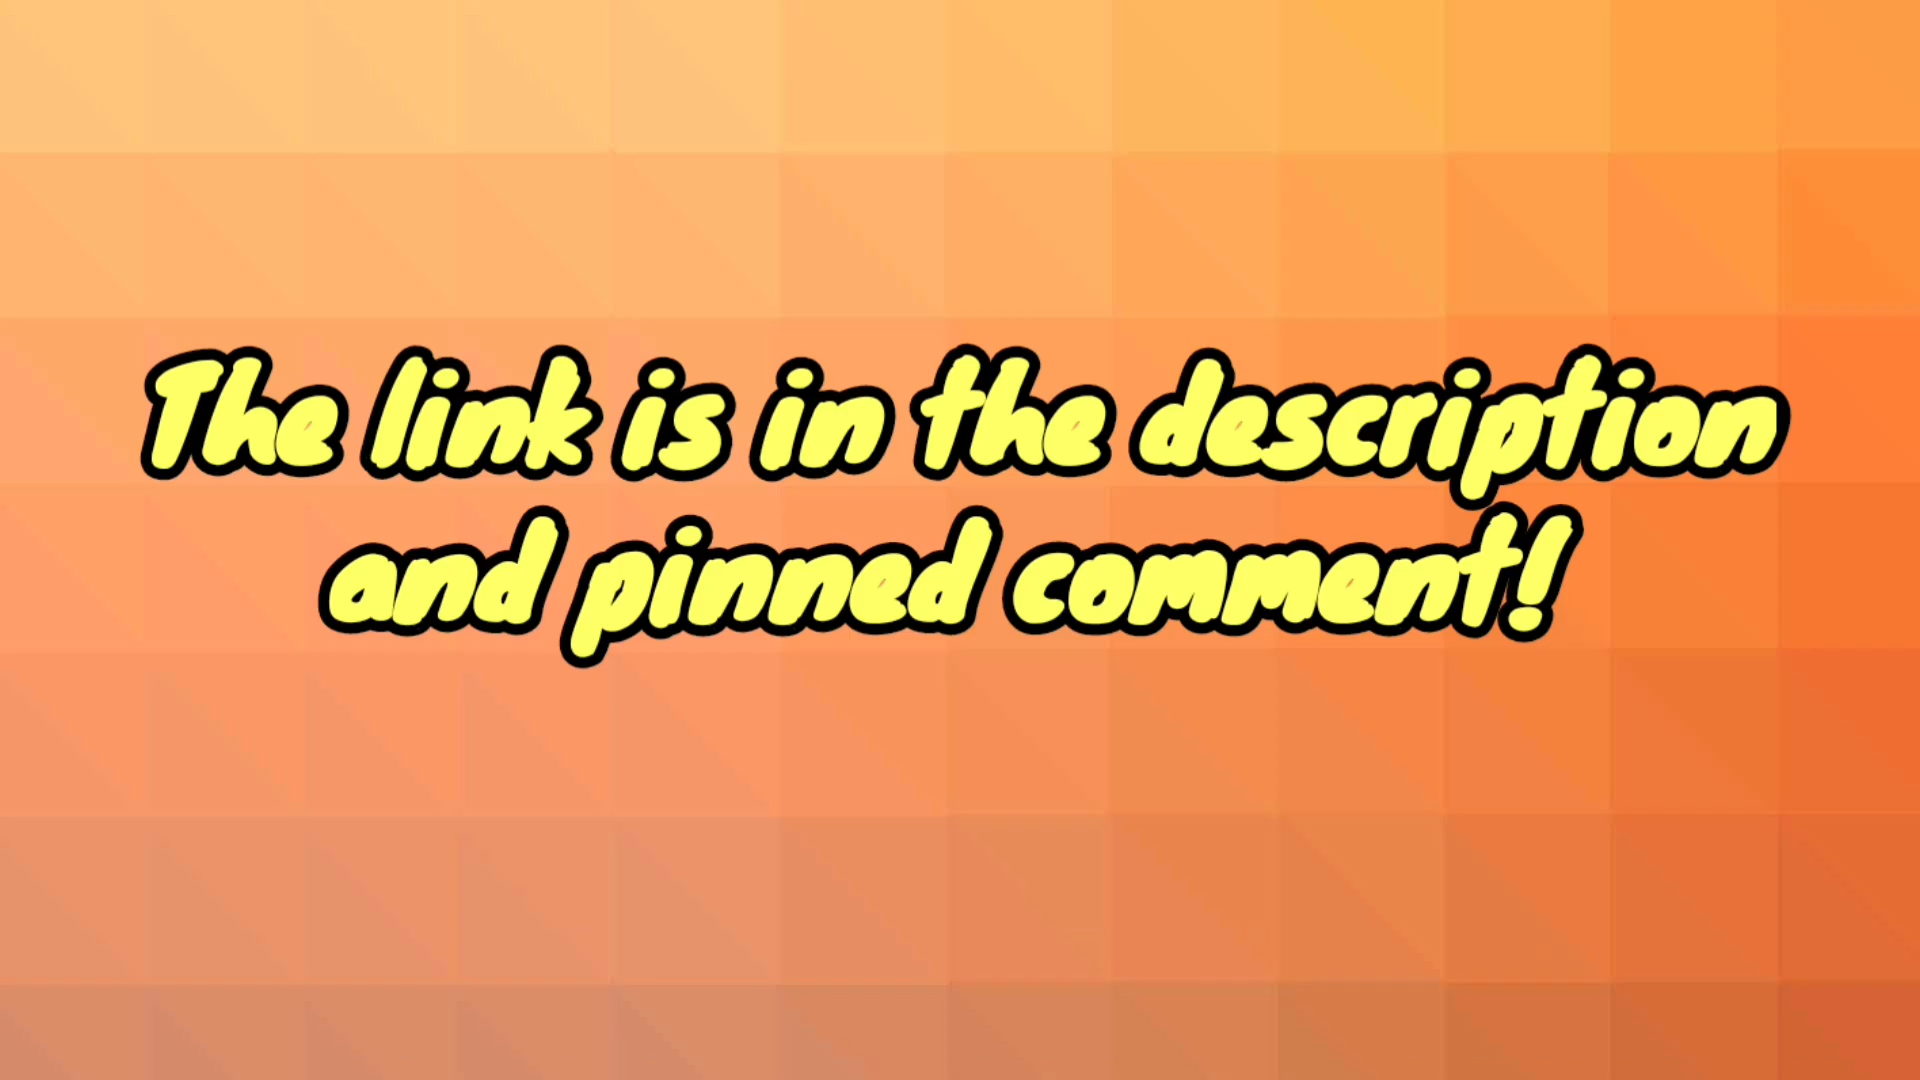 The link is in the description
and pinned comment!